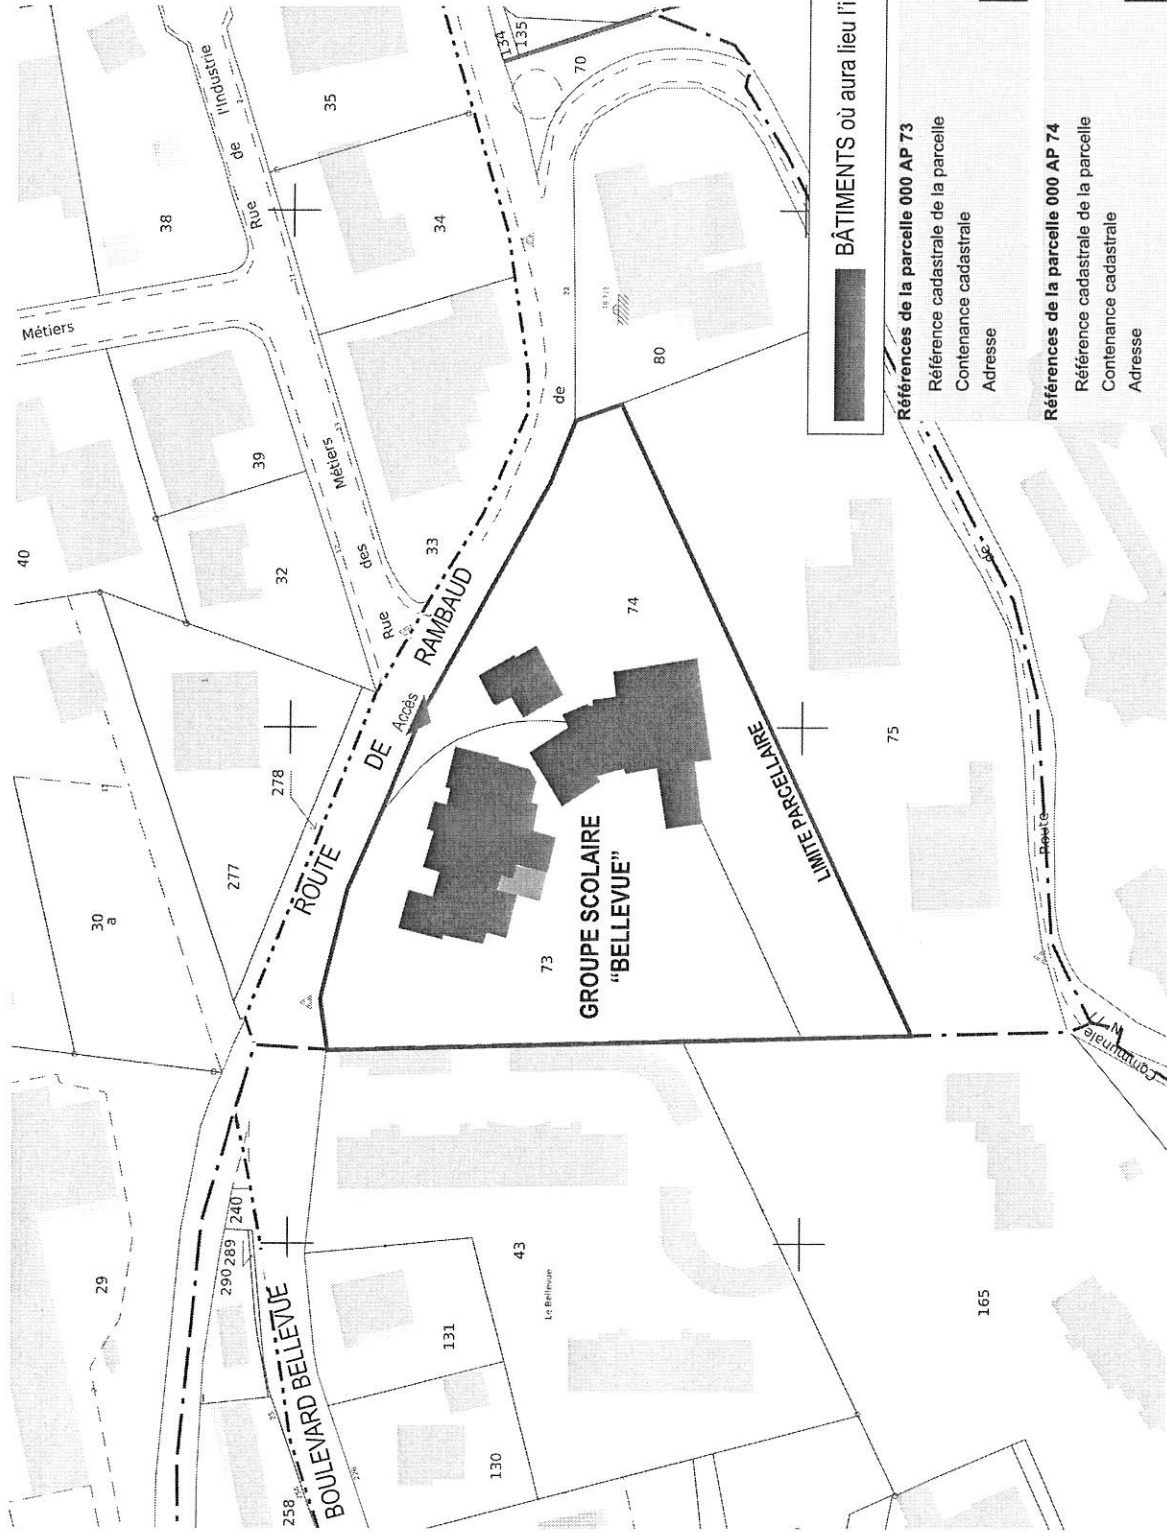 40
38
Métiers
Rue
de
l'Industrie
35
134
135
70
39
34
32
Métiers
des
Rue
33
30
a
277
278
ROUTE
DE
Accès
RAMBAUD
de
80
74
73
GROUPE SCOLAIRE
"BELLEVUE"
LIMITE PARCELLAIRE
75
29
290
289
240
258
BOULEVARD BELLEVUE
131
43
Le Bellevue
130
165
Route
de
Communale
N 77
BÂTIMENTS où aura lieu l'i
Références de la parcelle 000 AP 73
Référence cadastrale de la parcelle
Contenance cadastrale
Adresse
Références de la parcelle 000 AP 74
Référence cadastrale de la parcelle
Contenance cadastrale
Adresse